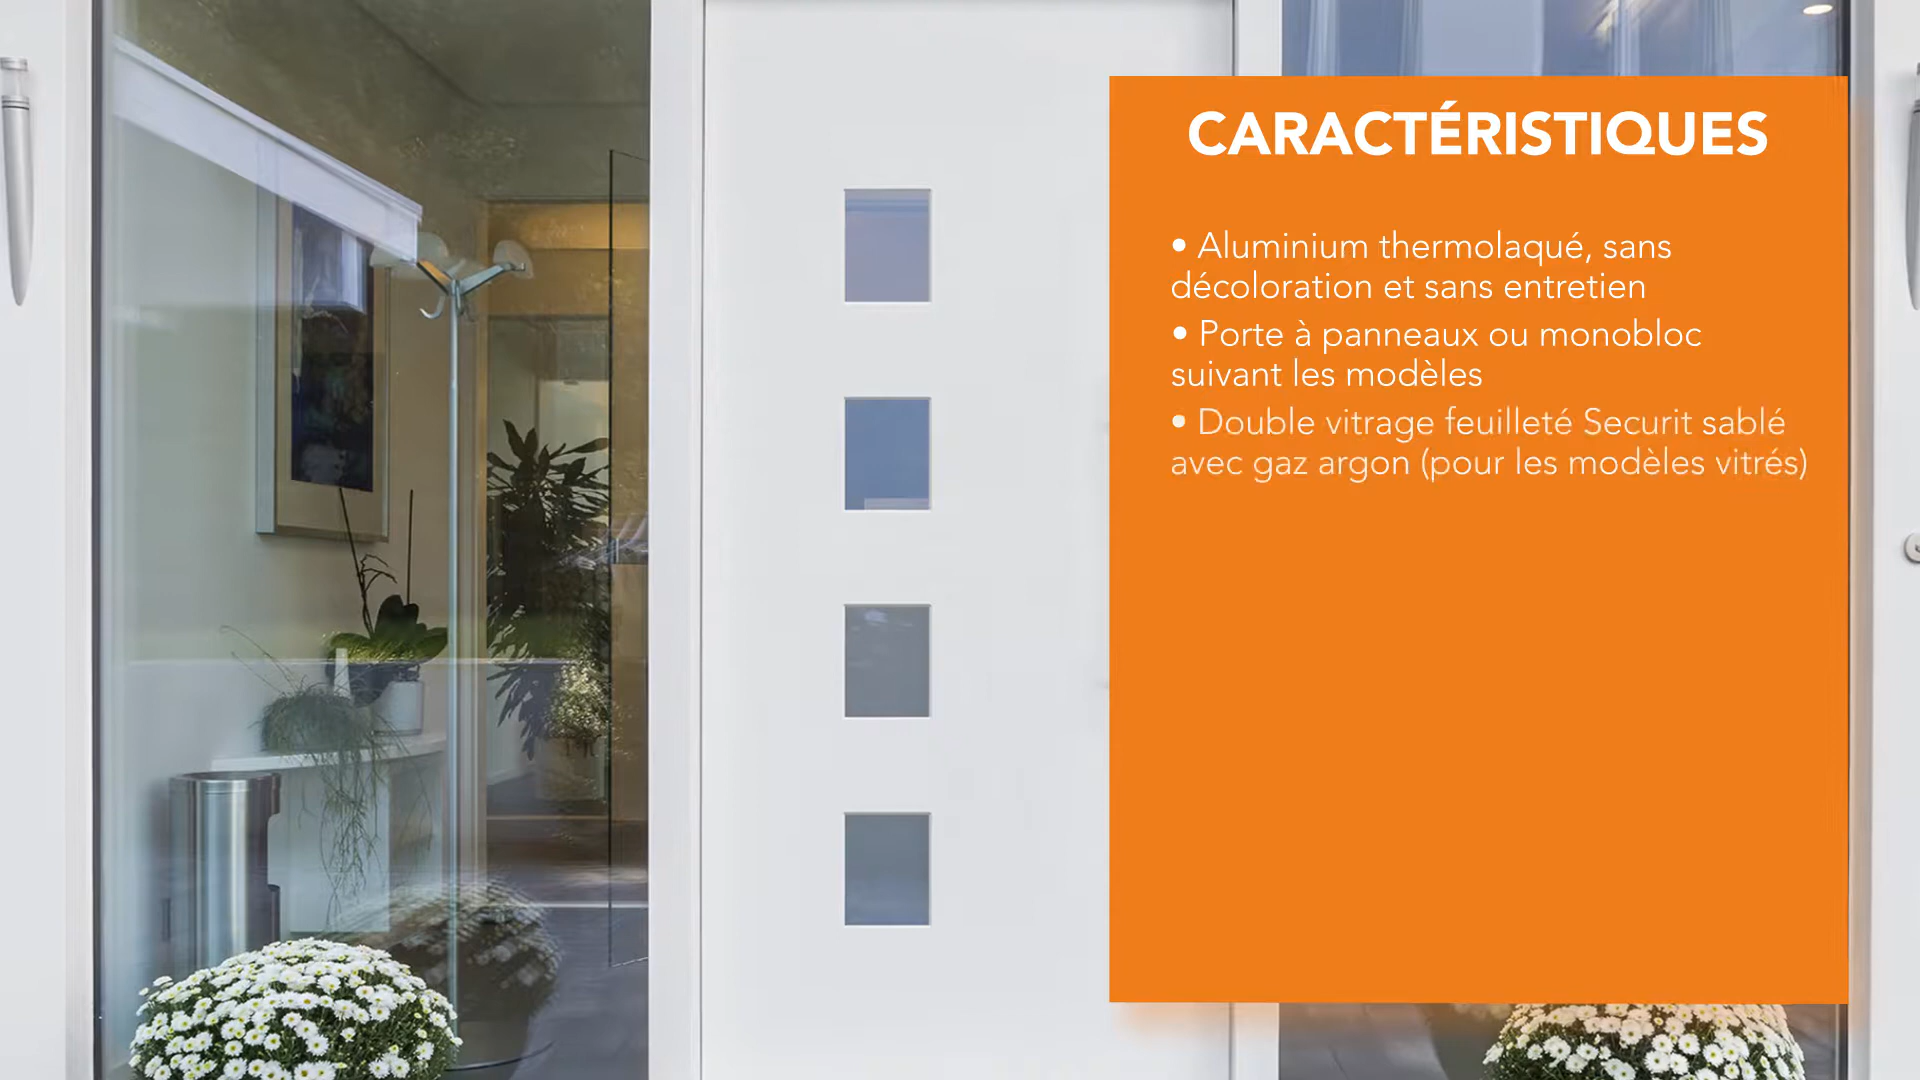 CARACTÉRISTIQUES
• Aluminium thermolaqué, sans
décoloration et sans entretien
• Porte à panneaux ou monobloc
suivant les modèles
• Double vitrage feuilleté Securit sablé
avec gaz argon (pour les modèles vitrés)